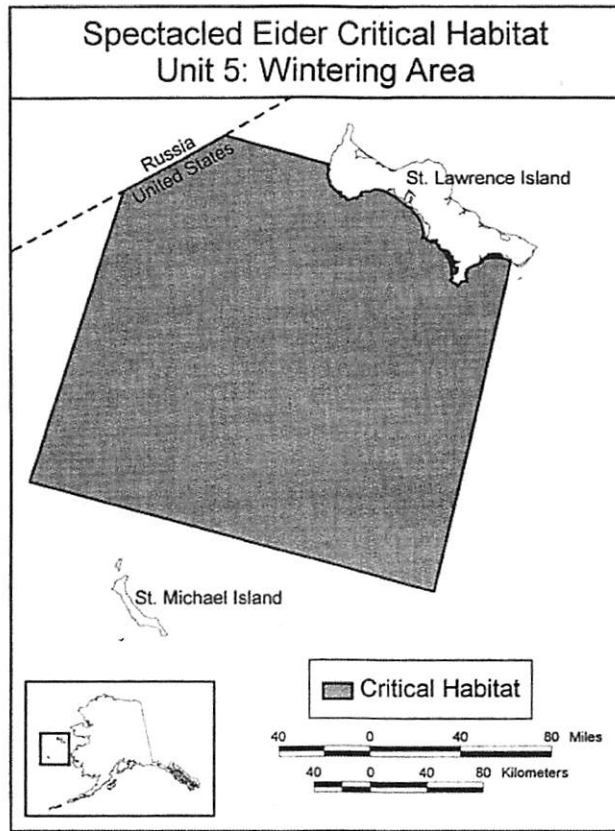 Spectacled Eider Critical Habitat
Unit 5: Wintering Area
Russia
United States
St. Lawrence Island
St. Michael Island
Critical Habitat
40 0 40 80 Miles
40 0 40 80 Kilometers